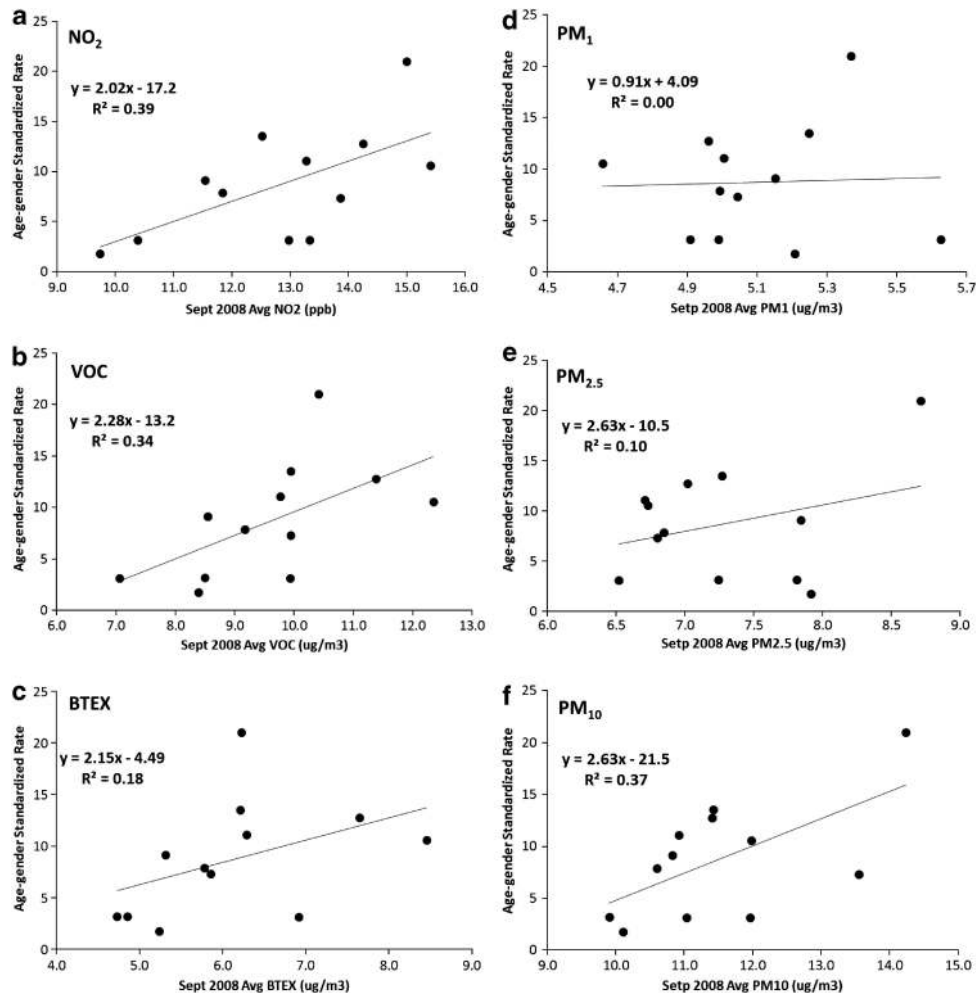 a
NO2
y = 2.02x - 17.2
R² = 0.39
Age-gender Standardized Rate
25
20
15
10
5
0
9.0 10.0 11.0 12.0 13.0 14.0 15.0 16.0
Sept 2008 Avg NO2 (ppb)
d
PM1
y = 0.91x + 4.09
R² = 0.00
Age-gender Standardized Rate
25
20
15
10
5
0
4.5 4.7 4.9 5.1 5.3 5.5 5.7
Setp 2008 Avg PM1 (ug/m3)
b
VOC
y = 2.28x - 13.2
R² = 0.34
Age-gender Standardized Rate
25
20
15
10
5
0
6.0 7.0 8.0 9.0 10.0 11.0 12.0 13.0
Sept 2008 Avg VOC (ug/m3)
e
PM2.5
y = 2.63x - 10.5
R² = 0.10
Age-gender Standardized Rate
25
20
15
10
5
0
6.0 6.5 7.0 7.5 8.0 8.5 9.0
Setp 2008 Avg PM2.5 (ug/m3)
c
BTEX
y = 2.15x - 4.49
R² = 0.18
Age-gender Standardized Rate
25
20
15
10
5
0
4.0 5.0 6.0 7.0 8.0 9.0
Sept 2008 Avg BTEX (ug/m3)
f
PM10
y = 2.63x - 21.5
R² = 0.37
Age-gender Standardized Rate
25
20
15
10
5
0
9.0 10.0 11.0 12.0 13.0 14.0 15.0
Setp 2008 Avg PM10 (ug/m3)